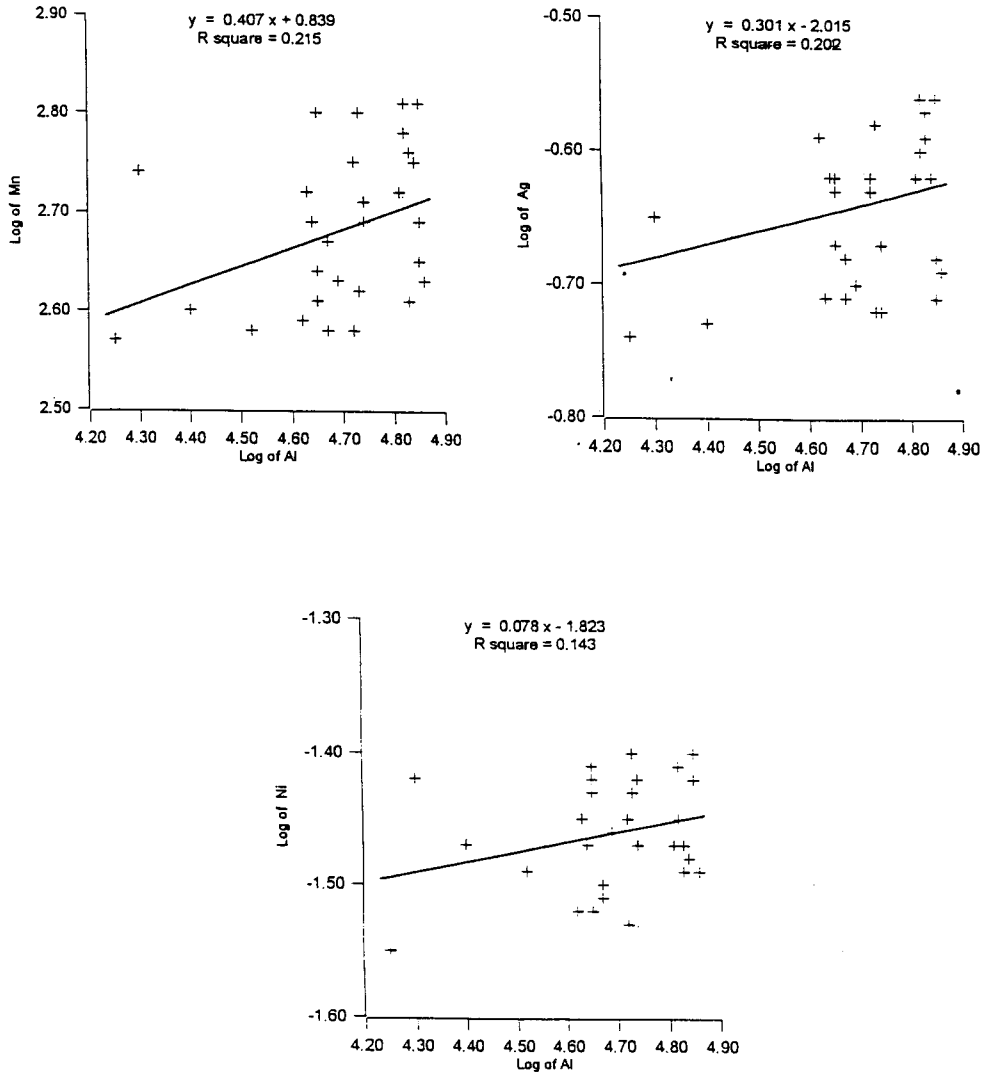 y = 0.407 x + 0.839
R square = 0.215
2.90
2.80
2.70
2.60
2.50
Log of Mn
4.20 4.30 4.40 4.50 4.60 4.70 4.80 4.90
Log of Al
y = 0.301 x - 2.015
R square = 0.202
-0.50
-0.60
-0.70
-0.80
Log of Ag
4.20 4.30 4.40 4.50 4.60 4.70 4.80 4.90
Log of Al
y = 0.078 x - 1.823
R square = 0.143
-1.30
-1.40
-1.50
-1.60
Log of Ni
4.20 4.30 4.40 4.50 4.60 4.70 4.80 4.90
Log of Al